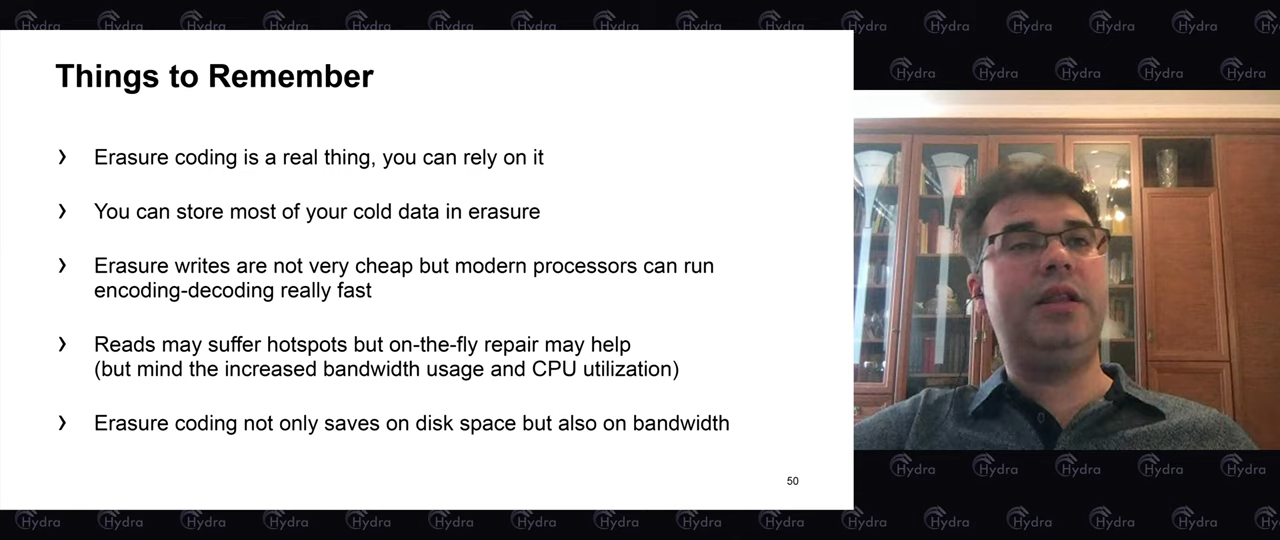 Things to Remember
› Erasure coding is a real thing, you can rely on it
› You can store most of your cold data in erasure
› Erasure writes are not very cheap but modern processors can run
encoding-decoding really fast
› Reads may suffer hotspots but on-the-fly repair may help
(but mind the increased bandwidth usage and CPU utilization)
› Erasure coding not only saves on disk space but also on bandwidth
50
Hydra